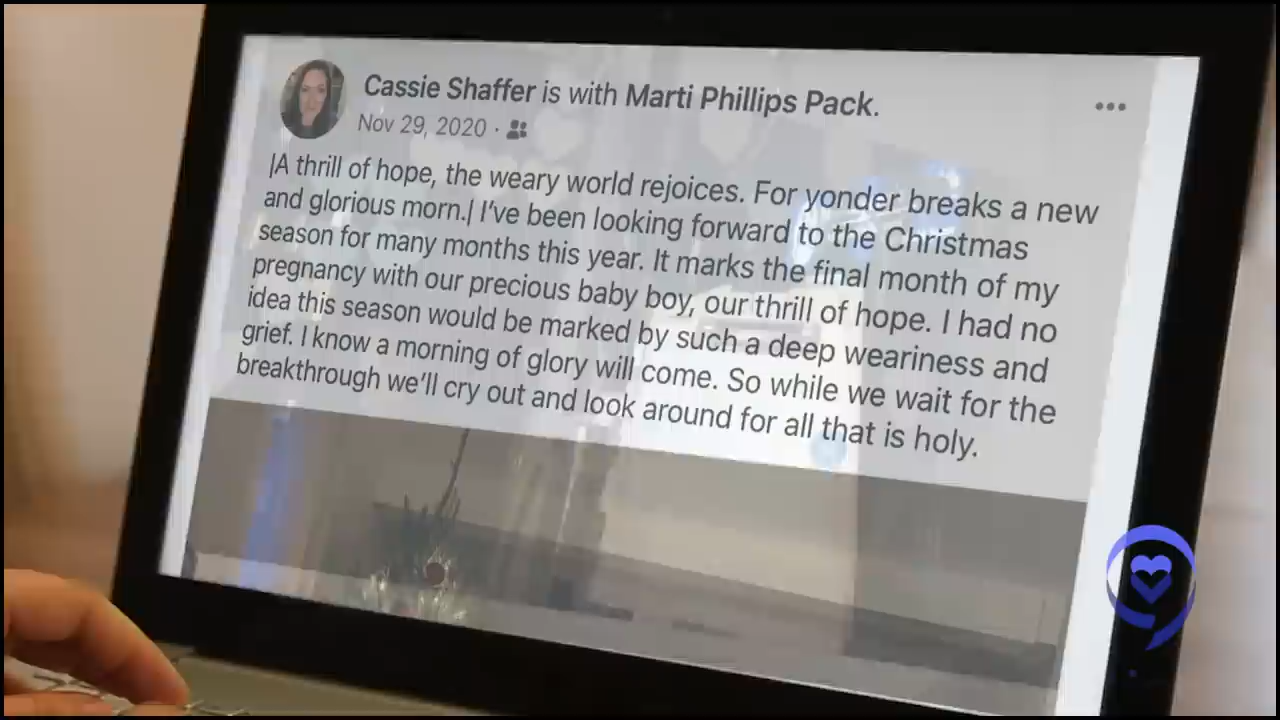 Cassie Shaffer is with Marti Phillips Pack.
Nov 29, 2020 ·
|A thrill of hope, the weary world rejoices. For yonder breaks a new
and glorious morn.| I've been looking forward to the Christmas
season for many months this year. It marks the final month of my
pregnancy with our precious baby boy, our thrill of hope. I had no
idea this season would be marked by such a deep weariness and
grief. I know a morning of glory will come. So while we wait for the
breakthrough we'll cry out and look around for all that is holy.